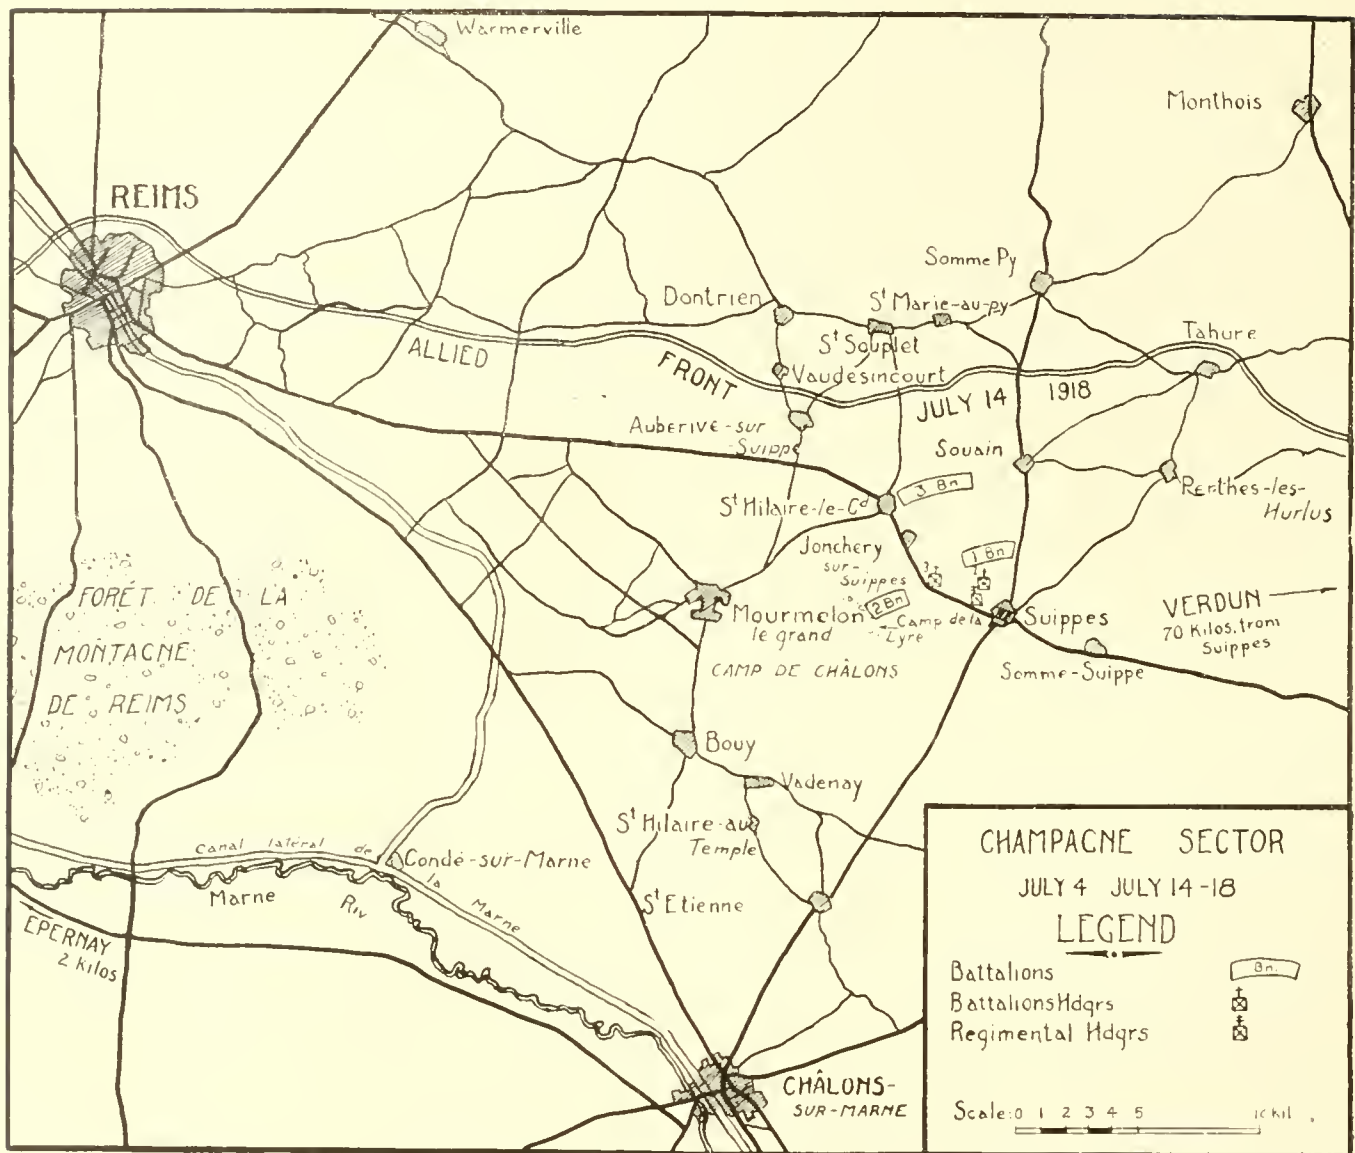 Warmerville
Monthois
REIMS
Somme Py
Dontrien
St Marie-au-py
St Souplet
Tahure
ALLIED FRONT JULY 14 1918
Vaudesincourt
Auberive-sur
-Suippe
Souain
3 Bn
St Hilaire-le-Gd
Perthes-les-
Hurlus
Jonchery
sur-
Suippes
1 Bn
3
1
2 Bn
Camp de la
Lyre
Suippes
VERDUN
70 Kilos. from
Suippes
Mourmelon
le grand
CAMP DE CHÂLONS
Somme-Suippe
FORÉT DE LA
MONTAGNE
DE REIMS
Bouy
Vadenay
St Hilaire-au
Temple
St Etienne
Canal latéral de la Marne
Condé-sur-Marne
Marne Riv
EPERNAY
2 Kilos
CHÂLONS-
SUR-MARNE
CHAMPAGNE SECTOR
JULY 4 JULY 14-18
LEGEND
Battalions Bn.
Battalions Hdqrs
Regimental Hdqrs
Scale: 0 1 2 3 4 5 10 kil.